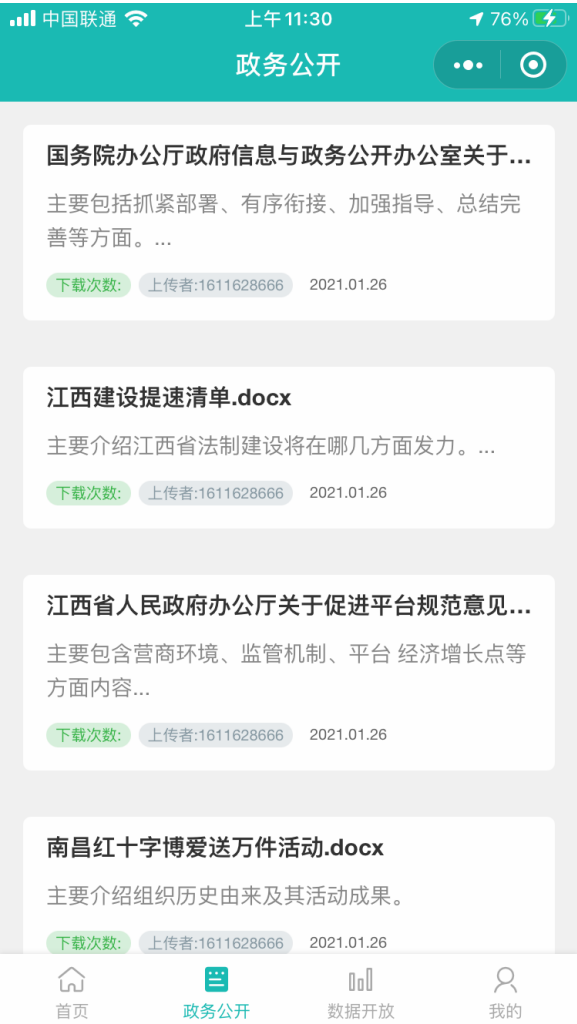 中国联通 上午11:30 76%
政务公开
国务院办公厅政府信息与政务公开办公室关于...
主要包括抓紧部署、有序衔接、加强指导、总结完
善等方面。...
下载次数: 上传者:1611628666 2021.01.26
江西建设提速清单.docx
主要介绍江西省法制建设将在哪几方面发力。...
下载次数: 上传者:1611628666 2021.01.26
江西省人民政府办公厅关于促进平台规范意见...
主要包含营商环境、监管机制、平台 经济增长点等
方面内容...
下载次数: 上传者:1611628666 2021.01.26
南昌红十字博爱送万件活动.docx
主要介绍组织历史由来及其活动成果。
下载次数: 上传者:1611628666 2021.01.26
首页 政务公开 数据开放 我的